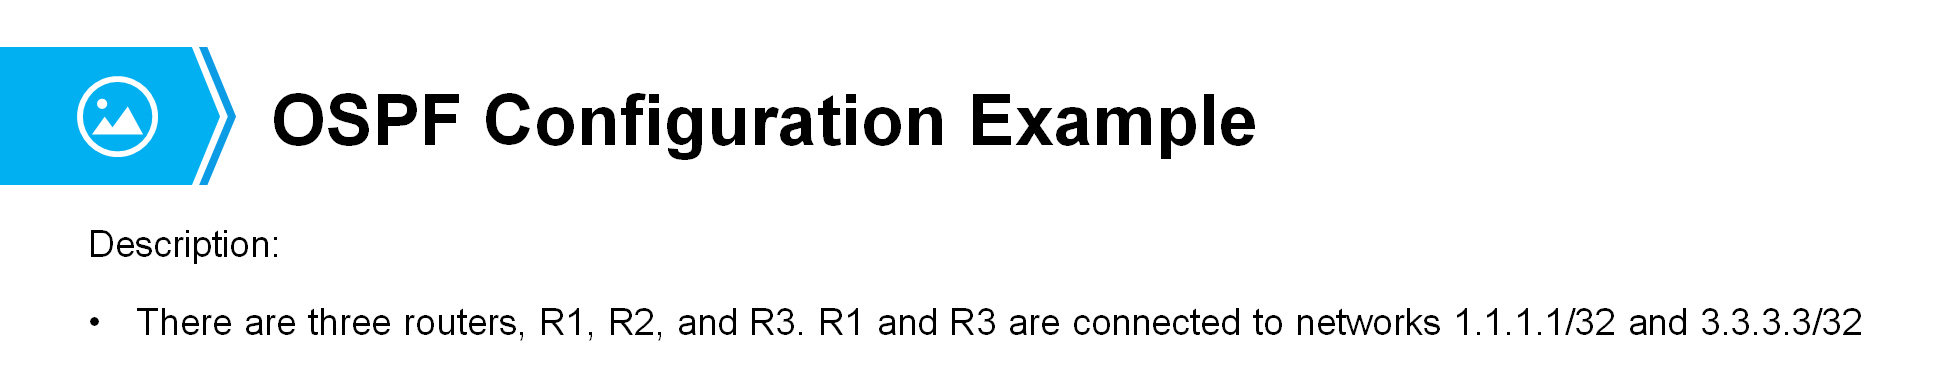 OSPF Configuration Example
Description:
• There are three routers, R1, R2, and R3. R1 and R3 are connected to networks 1.1.1.1/32 and 3.3.3.3/32